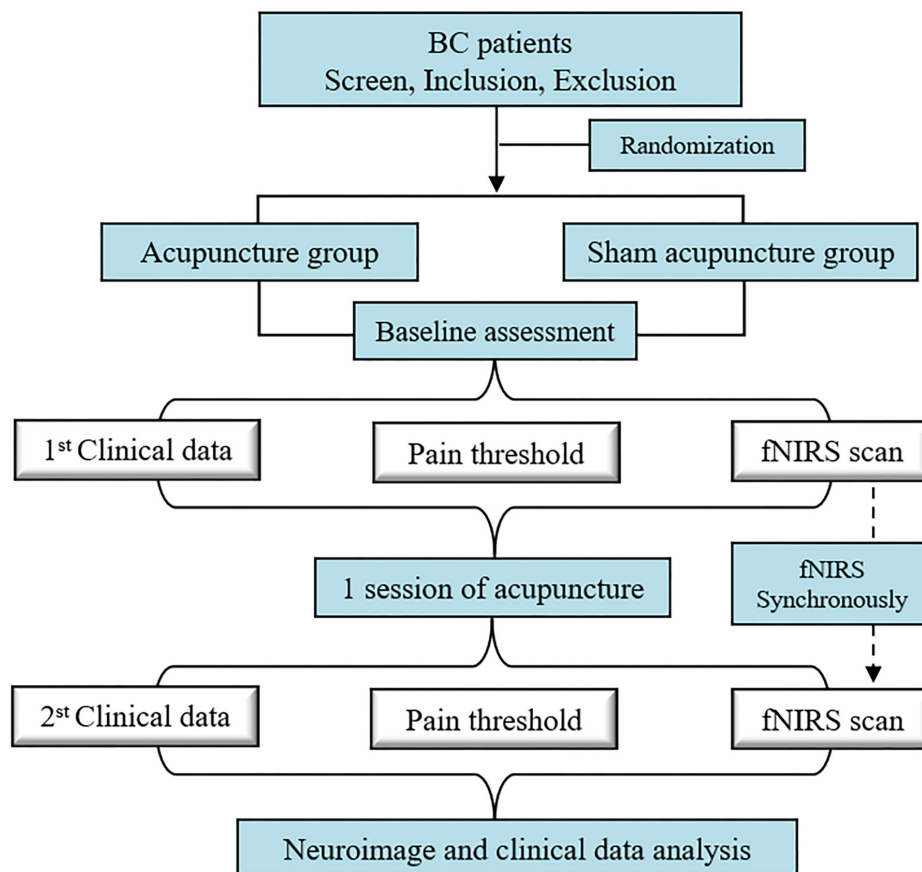 BC patients
Screen, Inclusion, Exclusion
Randomization
Acupuncture group
Sham acupuncture group
Baseline assessment
1st Clinical data
Pain threshold
fNIRS scan
1 session of acupuncture
fNIRS
Synchronously
2st Clinical data
Pain threshold
fNIRS scan
Neuroimage and clinical data analysis